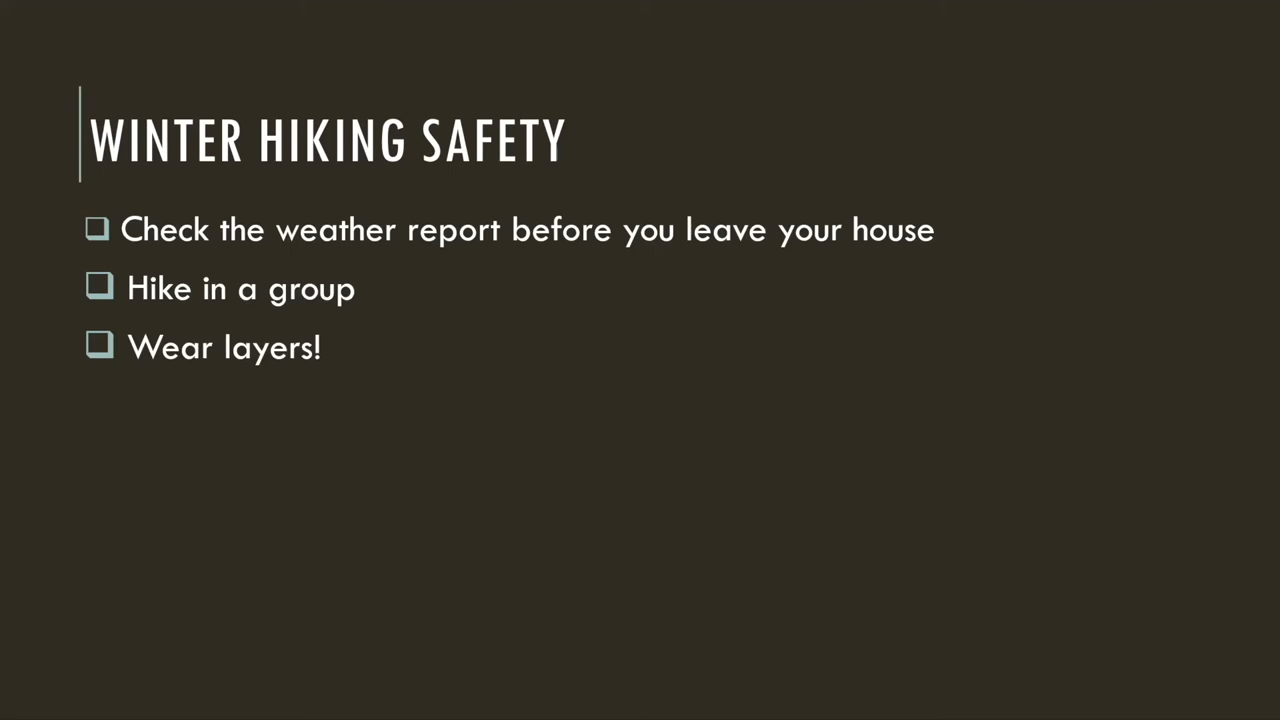 WINTER HIKING SAFETY
Check the weather report before you leave your house
Hike in a group
Wear layers!